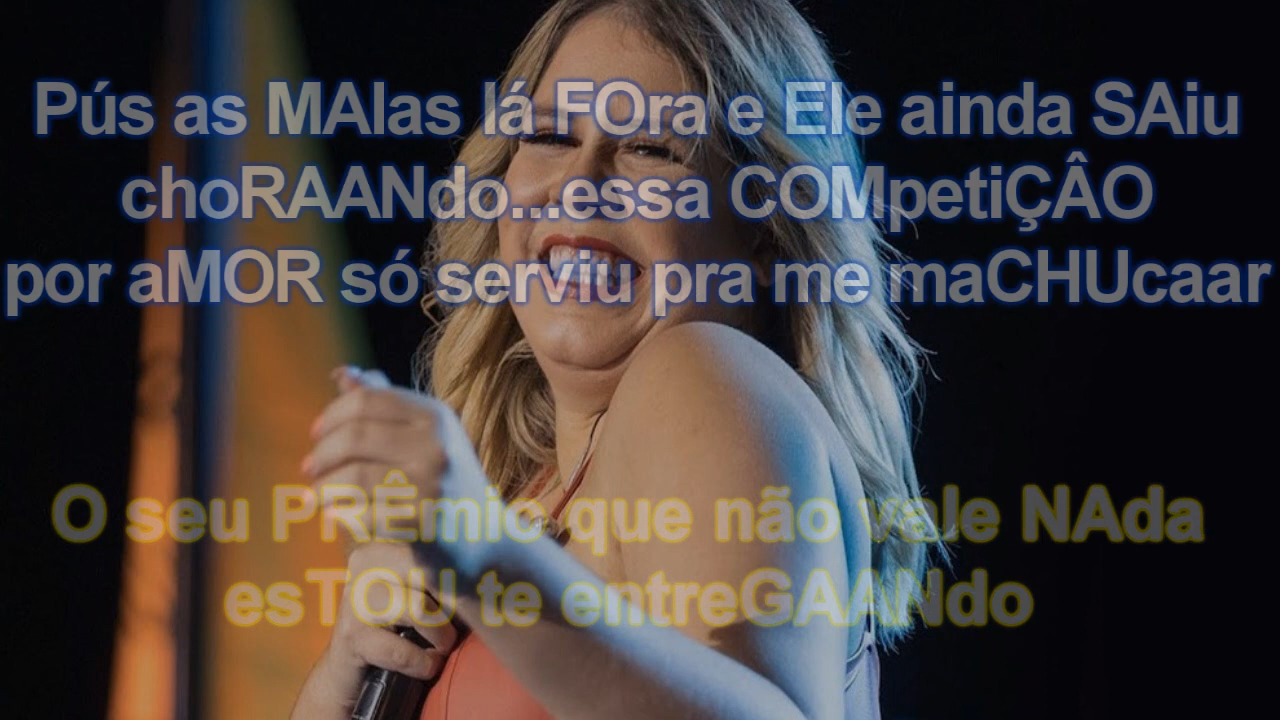 Pús as MAlas lá FOra e Ele ainda SAiu
choRAANdo...essa COMpetiÇÂO
por aMOR só serviu pra me maCHUcaar
O seu PRÊmio que não vale NAda
esTOU te entreGAANdo